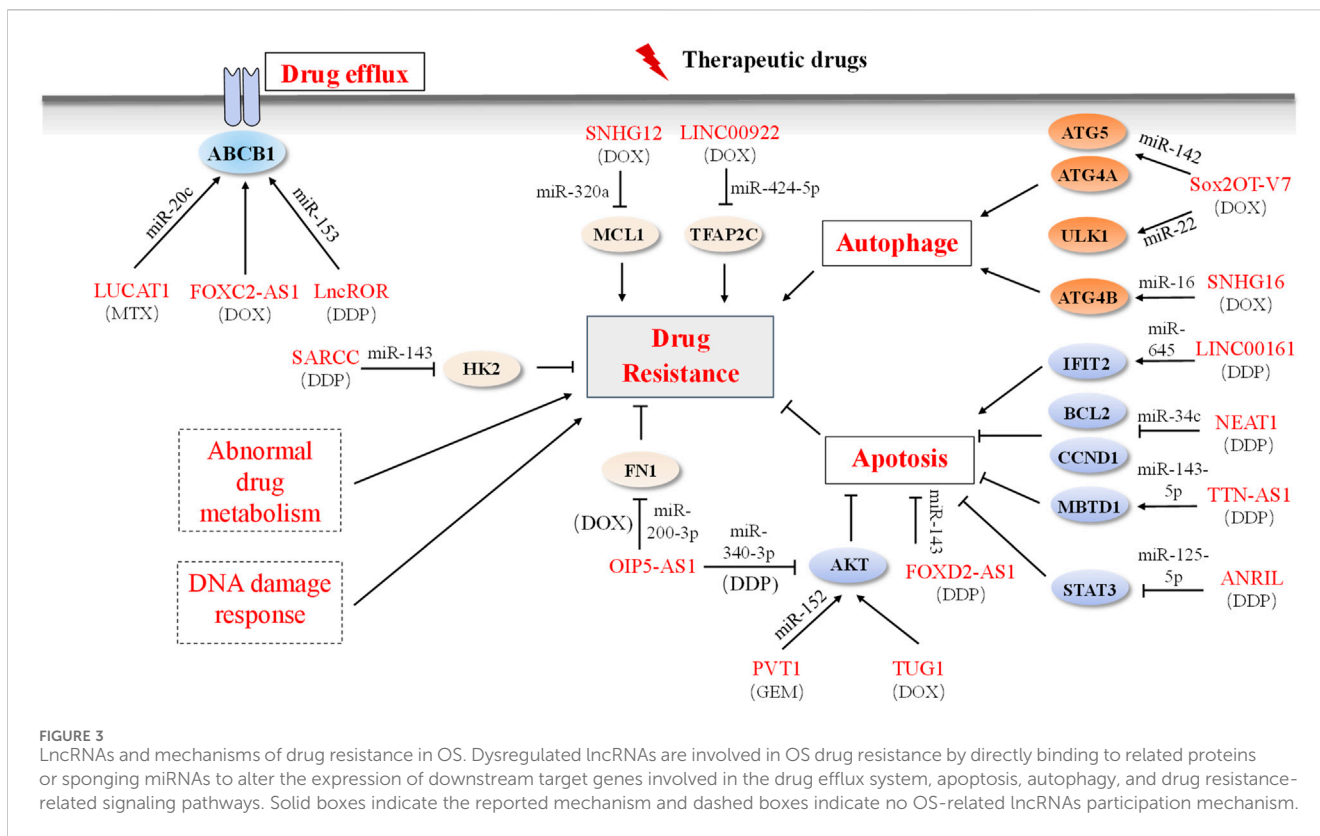 Drug efflux
Therapeutic drugs
ABCB1
miR-20c
miR-153
LUCAT1
(MTX)
FOXC2-AS1
(DOX)
LncROR
(DDP)
SNHG12
(DOX)
miR-320a
MCL1
LINC00922
(DOX)
miR-424-5p
TFAP2C
SARCC
(DDP)
miR-143
HK2
Drug
Resistance
Abnormal
drug
metabolism
DNA damage
response
FN1
(DOX)
miR-
200-3p
OIP5-AS1
miR-
340-3p
(DDP)
AKT
miR-152
PVT1
(GEM)
TUG1
(DOX)
miR-143
FOXD2-AS1
(DDP)
Autophage
Apotosis
ATG5
ATG4A
ULK1
ATG4B
miR-142
Sox2OT-V7
(DOX)
miR-22
miR-16
SNHG16
(DOX)
IFIT2
miR-
645
LINC00161
(DDP)
BCL2
CCND1
miR-34c
NEAT1
(DDP)
MBTD1
miR-143-
5p
TTN-AS1
(DDP)
STAT3
miR-125-
5p
ANRIL
(DDP)
FIGURE 3
LncRNAs and mechanisms of drug resistance in OS. Dysregulated lncRNAs are involved in OS drug resistance by directly binding to related proteins
or sponging miRNAs to alter the expression of downstream target genes involved in the drug efflux system, apoptosis, autophagy, and drug resistance-
related signaling pathways. Solid boxes indicate the reported mechanism and dashed boxes indicate no OS-related lncRNAs participation mechanism.